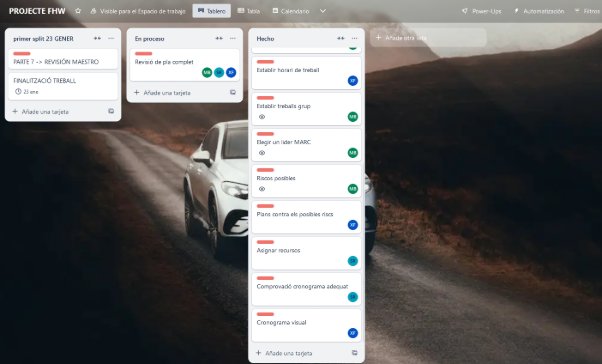 PROJECTE FHW
Visible para el Espacio de trabajo
Tablero
Tabla
Calendario
Power-Ups
Automatización
Filtros
primer split 23 GENER
PARTE 7 -> REVISIÓN MAESTRO
FINALITZACIÓ TREBALL
23 ene
+ Añade una tarjeta
En proceso
Revisió de pla complet
MB
XF
+ Añade una tarjeta
Hecho
Establir horari de treball
XF
Establir treballs grup
MB
Elegir un lider MARC
MB
Riscos posibles
MB
Plans contra els posibles riscs
XF
Asignar recursos
Comprovació cronograma adequat
Cronograma visual
XF
+ Añade una tarjeta
+ Añade otra lista